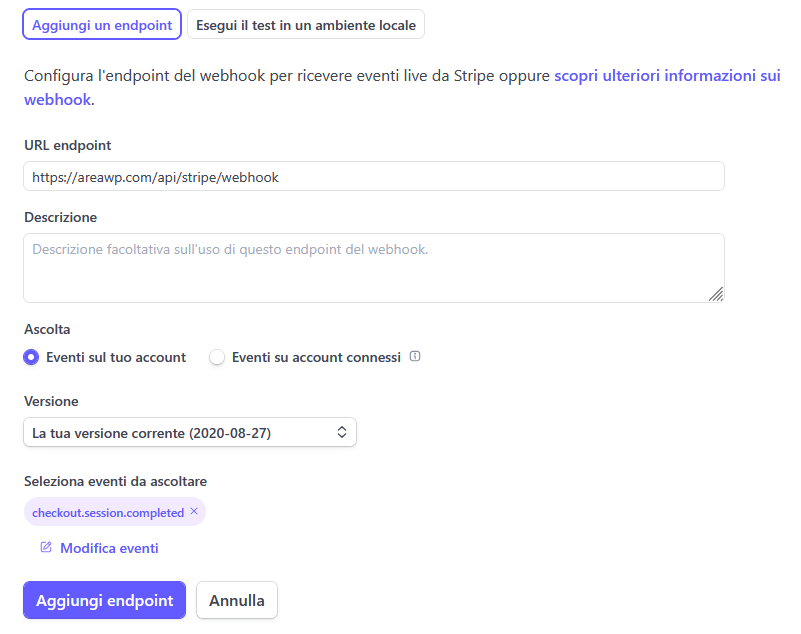 Aggiungi un endpoint Esegui il test in un ambiente locale
Configura l'endpoint del webhook per ricevere eventi live da Stripe oppure scopri ulteriori informazioni sui
webhook.
URL endpoint
https://areawp.com/api/stripe/webhook
Descrizione
Descrizione facoltativa sull'uso di questo endpoint del webhook.
Ascolta
Eventi sul tuo account Eventi su account connessi
Versione
La tua versione corrente (2020-08-27)
Seleziona eventi da ascoltare
checkout.session.completed ×
Modifica eventi
Aggiungi endpoint Annulla